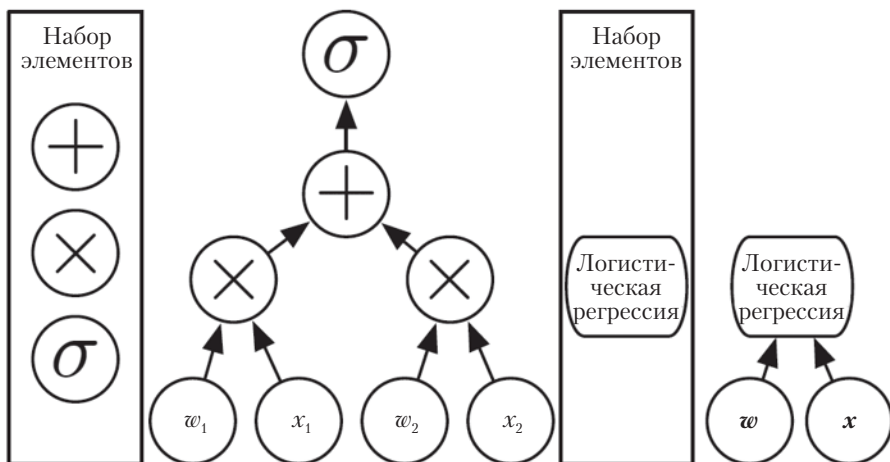 Набор
элементов
+
×
σ
σ
+
×
×
w₁
x₁
w₂
x₂
Набор
элементов
Логисти-
ческая
регрессия
Логисти-
ческая
регрессия
w
x